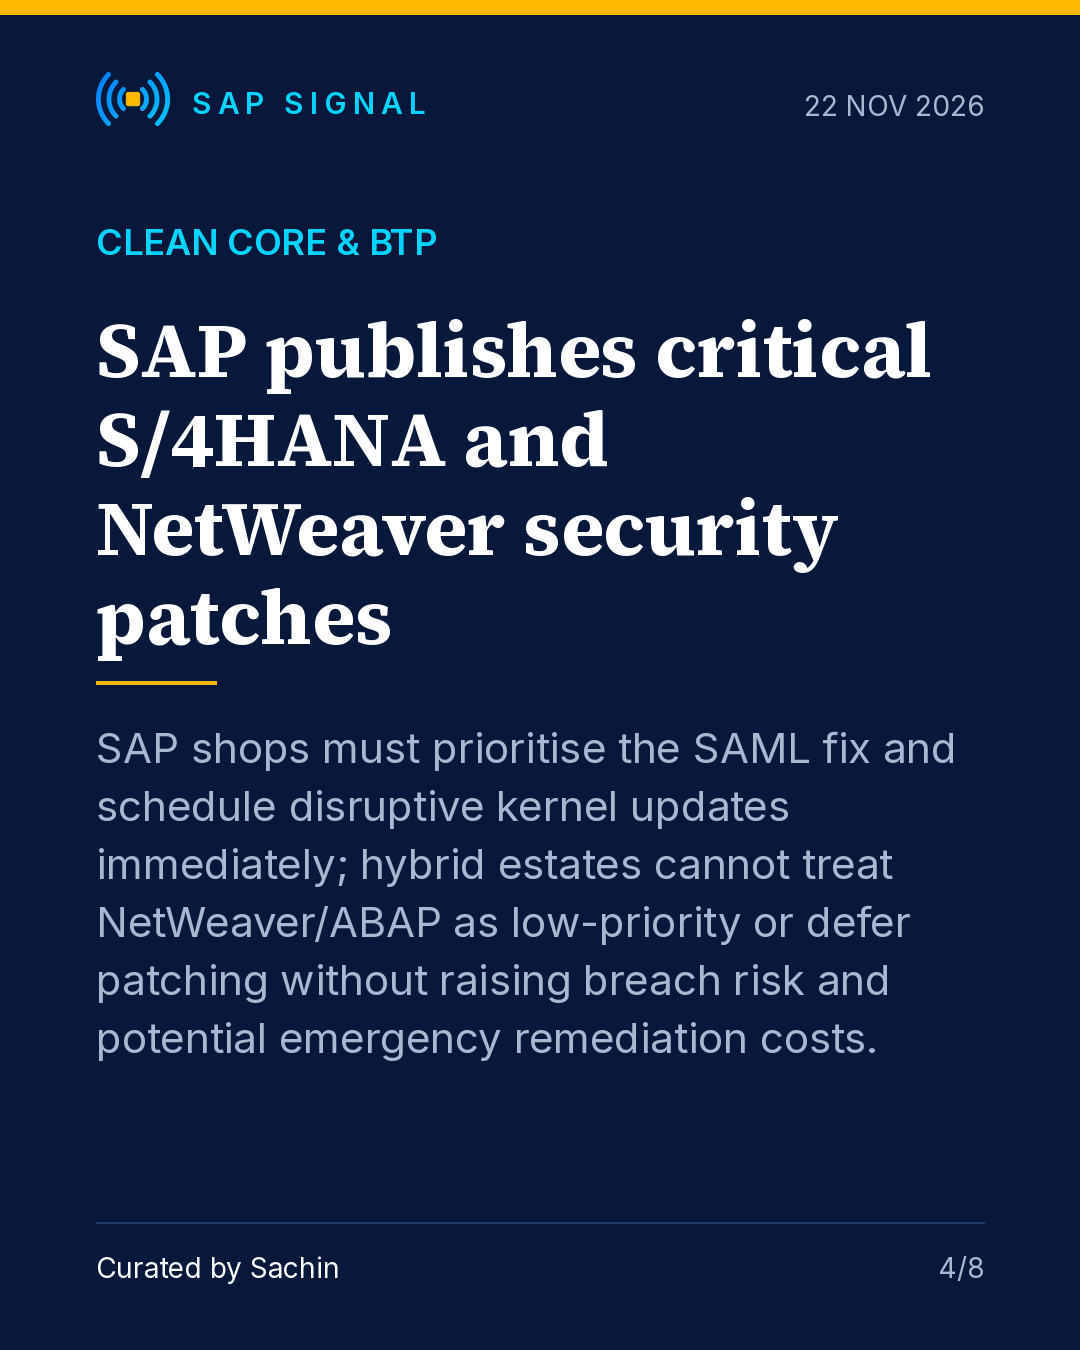 SAP SIGNAL
22 NOV 2026
CLEAN CORE & BTP
SAP publishes critical
S/4HANA and
NetWeaver security
patches
SAP shops must prioritise the SAML fix and
schedule disruptive kernel updates
immediately; hybrid estates cannot treat
NetWeaver/ABAP as low-priority or defer
patching without raising breach risk and
potential emergency remediation costs.
Curated by Sachin
4/8